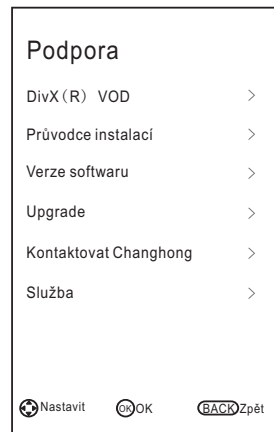 Podpora
DivX(R) VOD >
Průvodce instalací >
Verze softwaru >
Upgrade >
Kontaktovat Changhong >
Služba >
Nastavit OK OK BACK Zpět